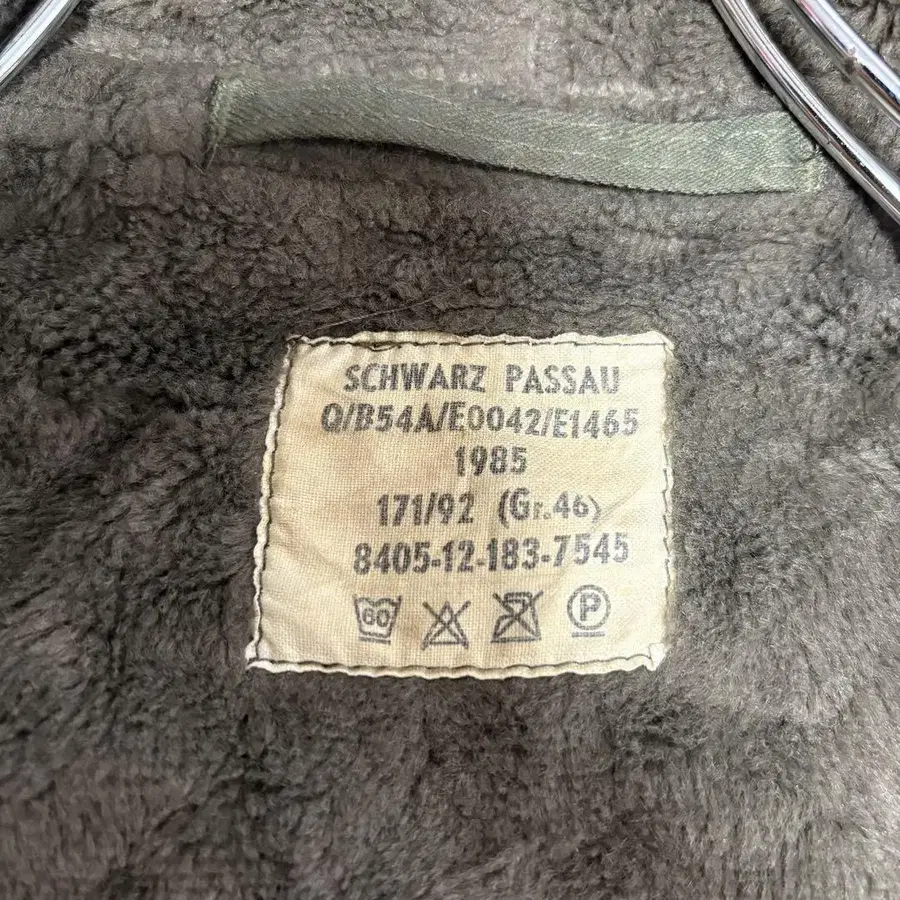 SCHWARZ PASSAU
Q/B54A/E0042/E1465
1985
171/92 (Gr.46)
8405-12-183-7545
60 P